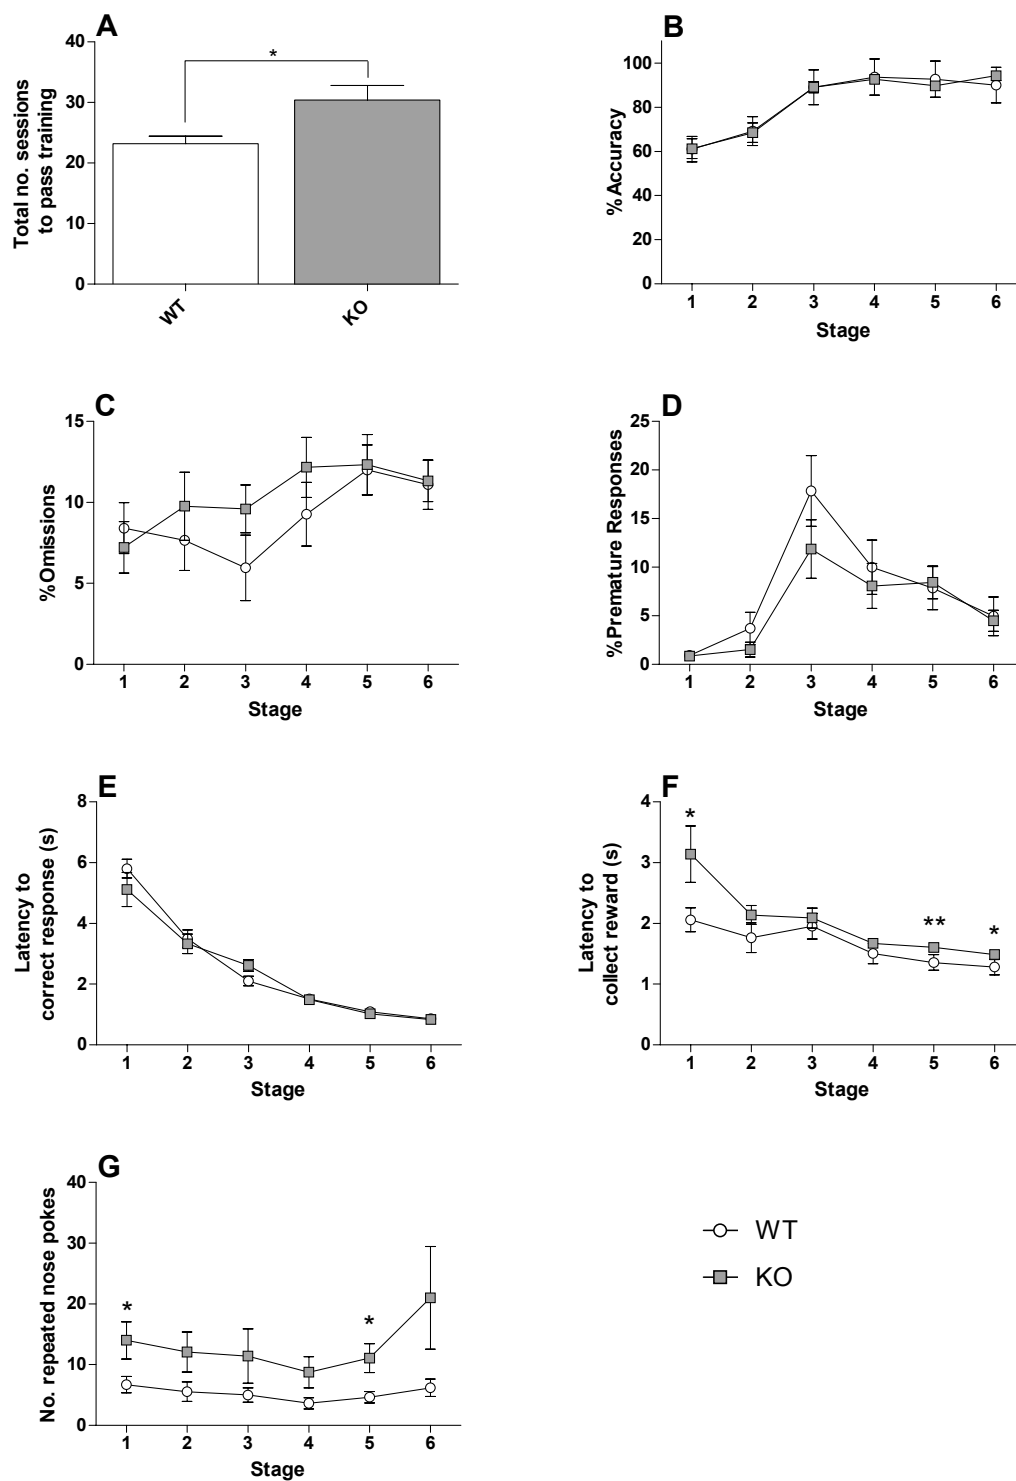 A
Total no. sessions
to pass training
40
30
20
10
0
*
WT
KO
B
%Accuracy
100
80
60
40
20
0
1 2 3 4 5 6
Stage
C
%Omissions
15
10
5
0
1 2 3 4 5 6
Stage
D
%Premature Responses
25
20
15
10
5
0
1 2 3 4 5 6
Stage
E
Latency to
correct response (s)
8
6
4
2
0
1 2 3 4 5 6
Stage
F
Latency to
collect reward (s)
4
3
2
1
0
*
**
*
1 2 3 4 5 6
Stage
G
No. repeated nose pokes
40
30
20
10
0
*
*
1 2 3 4 5 6
Stage
WT
KO